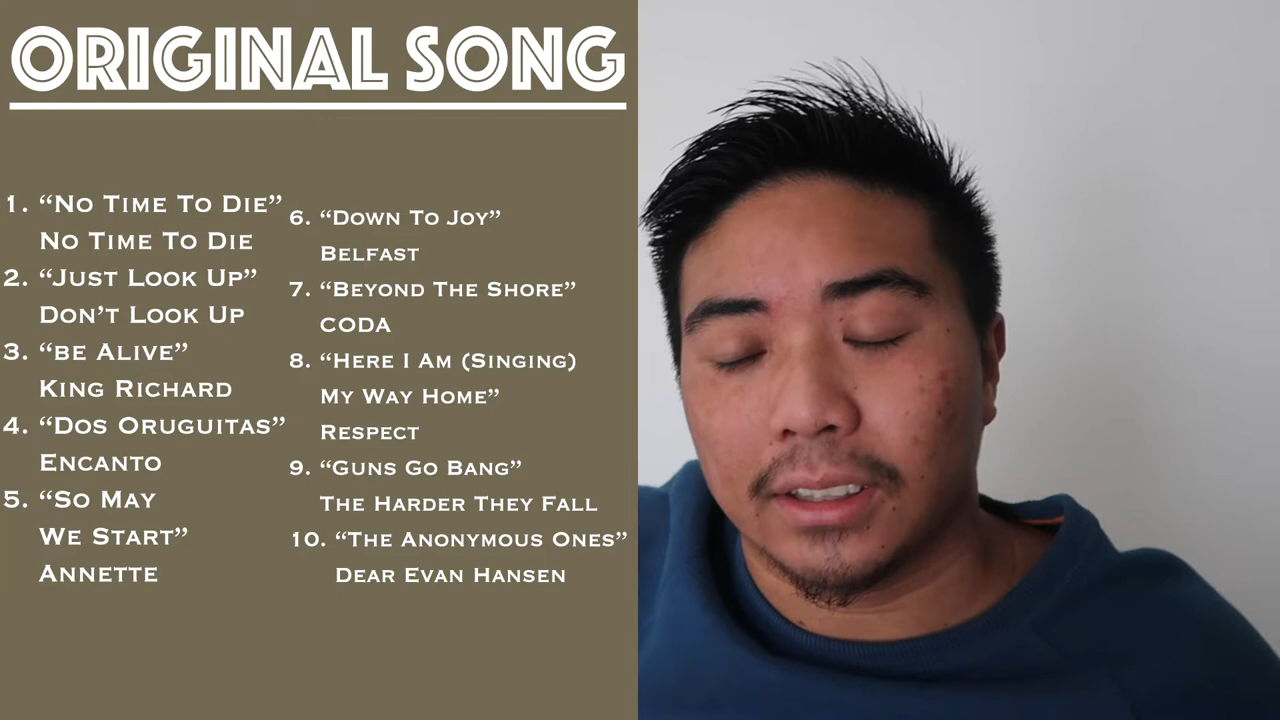 ORIGINAL SONG
1. “No Time To Die”
No Time To Die
2. “Just Look Up”
Don’t Look Up
3. “be Alive”
King Richard
4. “Dos Oruguitas”
Encanto
5. “So May
We Start”
Annette
6. “Down To Joy”
Belfast
7. “Beyond The Shore”
CODA
8. “Here I Am (Singing)
My Way Home”
Respect
9. “Guns Go Bang”
The Harder They Fall
10. “The Anonymous Ones”
Dear Evan Hansen